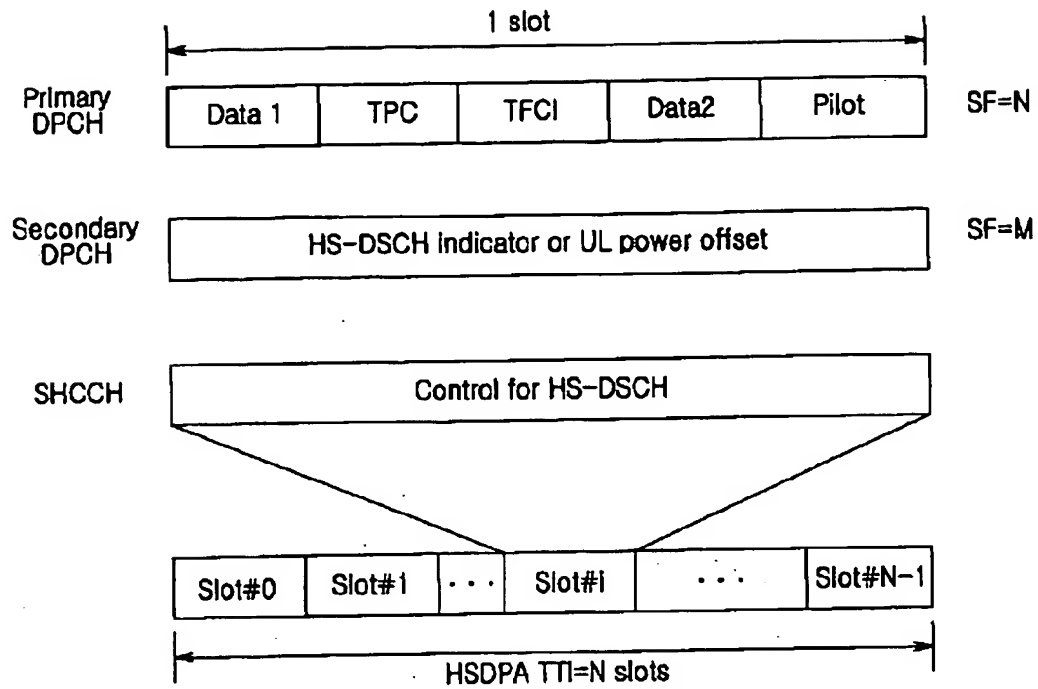 1 slot
Primary
DPCH
Data 1 TPC TFCI Data2 Pilot SF=N
Secondary
DPCH
HS-DSCH indicator or UL power offset SF=M
SHCCH Control for HS-DSCH
Slot#0 Slot#1 ··· Slot#i ··· Slot#N-1
HSDPA TTI=N slots